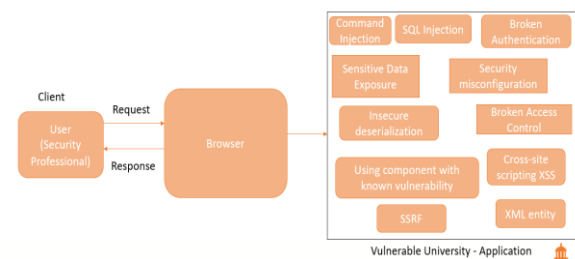 Client
User
(Security
Professional)
Request
Response
Browser
Command
Injection
SQL Injection
Broken
Authentication
Sensitive Data
Exposure
Security
misconfiguration
Insecure
deserialization
Broken Access
Control
Using component with
known vulnerability
Cross-site
scripting XSS
SSRF
XML entity
Vulnerable University - Application